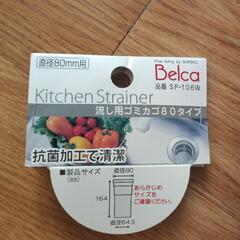 直径80mm用
Fine living by SHINKO
Belca
品番 SP-106W
Kitchen Strainer
流し用ゴミカゴ80タイプ
抗菌加工で清潔
■製品サイズ
(mm)
直径80
164
直径64.5
あらかじめ
サイズを
ご確認ください。